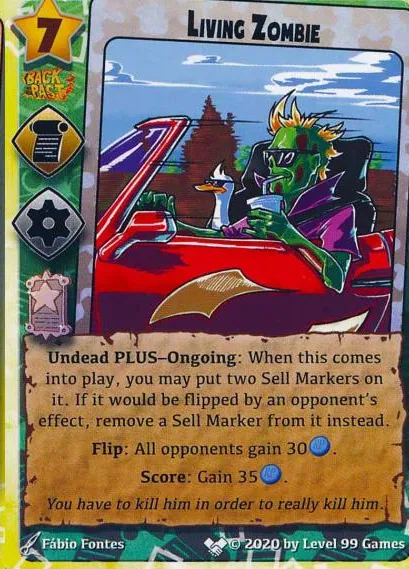 7
LIVING ZOMBIE
BACK
PAST
Undead PLUS–Ongoing: When this comes
into play, you may put two Sell Markers on
it. If it would be flipped by an opponent's
effect, remove a Sell Marker from it instead.
Flip: All opponents gain 30.
Score: Gain 35.
You have to kill him in order to really kill him.
Fábio Fontes
© 2020 by Level 99 Games